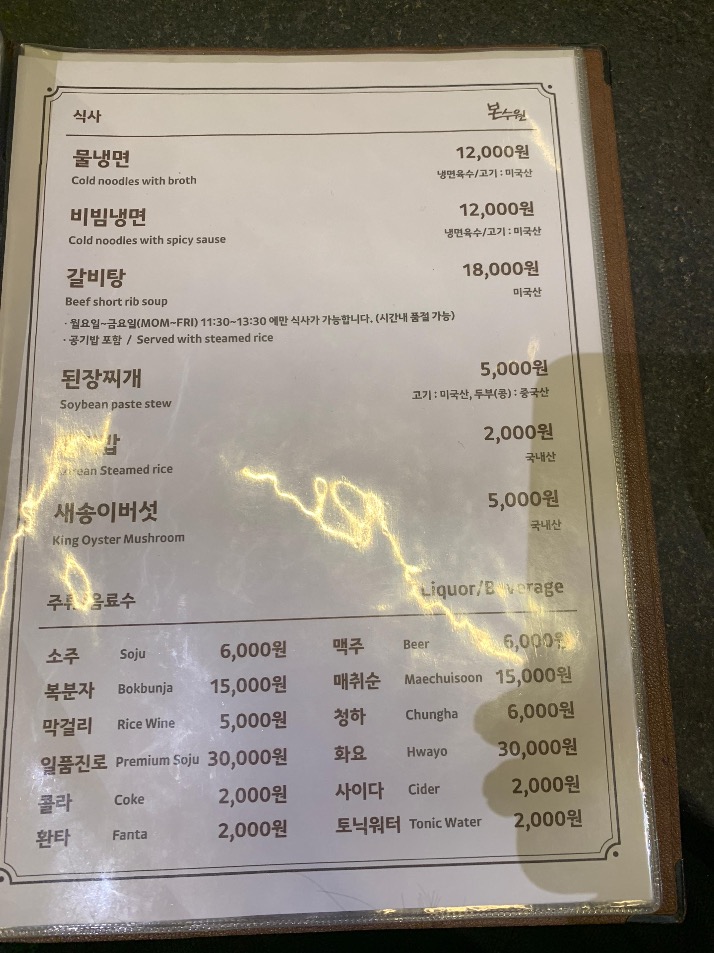 식사 본수원
물냉면 12,000원
Cold noodles with broth 냉면육수/고기 : 미국산
비빔냉면 12,000원
Cold noodles with spicy sause 냉면육수/고기 : 미국산
갈비탕 18,000원
Beef short rib soup 미국산
· 월요일~금요일(MOM~FRI) 11:30~13:30 에만 식사가 가능합니다. (시간내 품절 가능)
· 공기밥 포함 / Served with steamed rice
된장찌개 5,000원
Soybean paste stew 고기 : 미국산, 두부(콩) : 중국산
2,000원
Steamed rice 국내산
새송이버섯 5,000원
King Oyster Mushroom 국내산
음료수 Liquor/Beverage
소주 Soju 6,000원 맥주 Beer 6,000원
복분자 Bokbunja 15,000원 매취순 Maechuisoon 15,000원
막걸리 Rice Wine 5,000원 청하 Chungha 6,000원
일품진로 Premium Soju 30,000원 화요 Hwayo 30,000원
콜라 Coke 2,000원 사이다 Cider 2,000원
환타 Fanta 2,000원 토닉워터 Tonic Water 2,000원